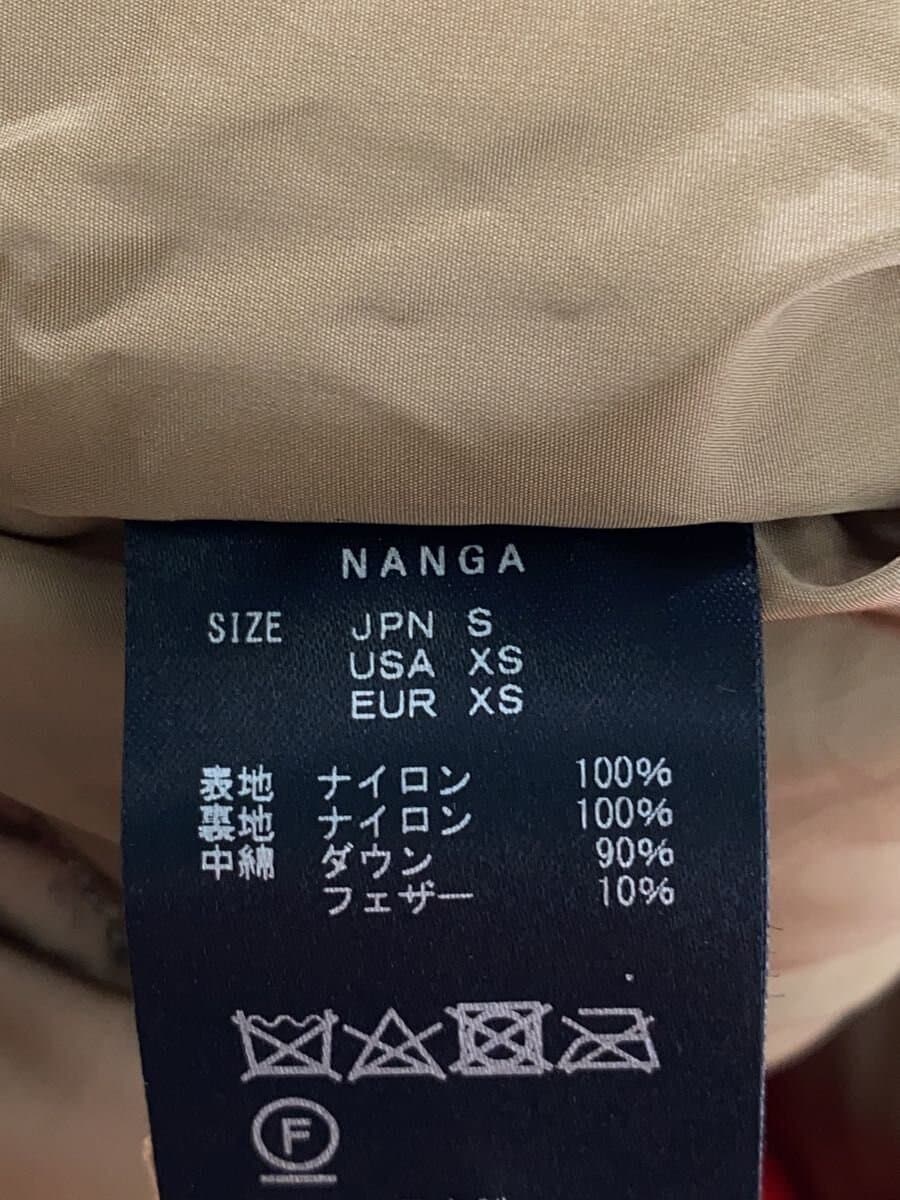 NANGA
SIZE JPN S
USA XS
EUR XS
表地 ナイロン 100%
裏地 ナイロン 100%
中綿 ダウン 90%
フェザー 10%
F